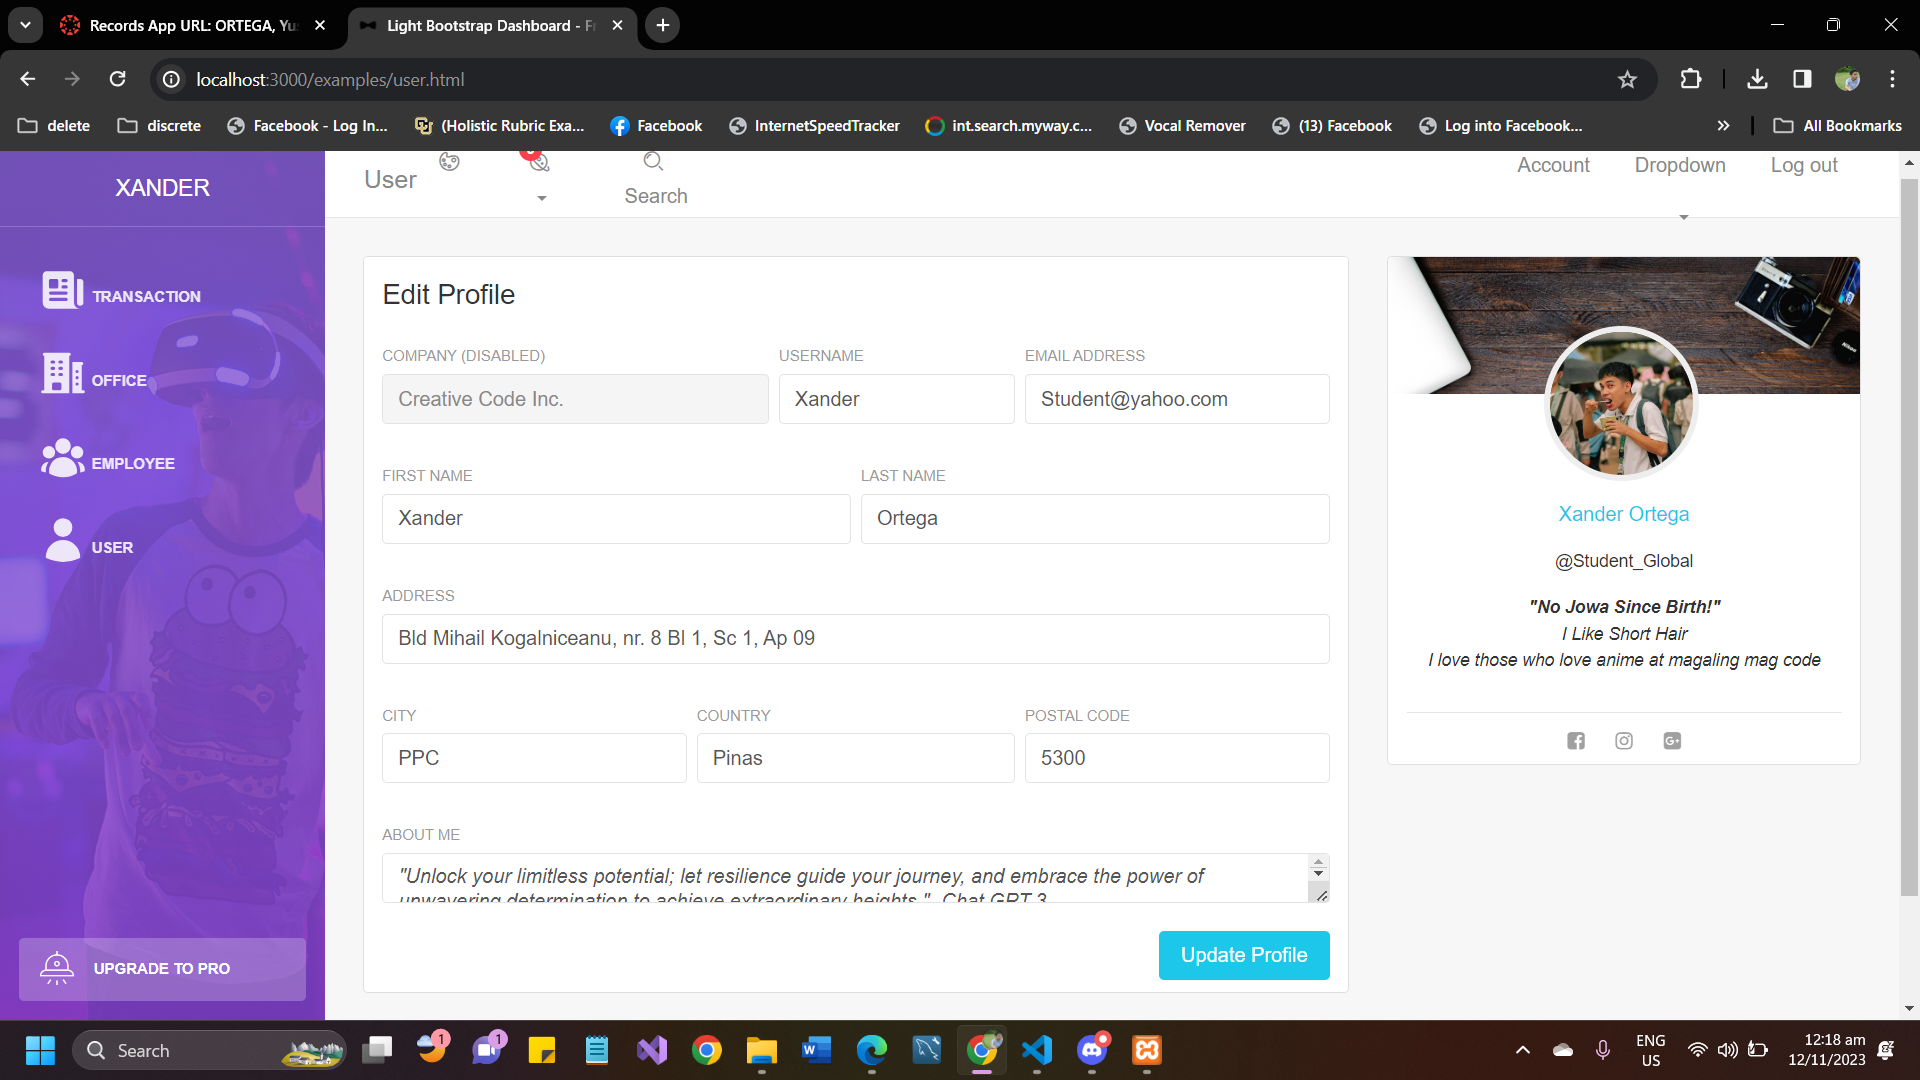 Records App URL: ORTEGA, Yu
Light Bootstrap Dashboard - F
localhost:3000/examples/user.html
delete
discrete
Facebook - Log In...
(Holistic Rubric Exa...
Facebook
InternetSpeedTracker
int.search.myway.c...
Vocal Remover
(13) Facebook
Log into Facebook...
All Bookmarks
XANDER
TRANSACTION
OFFICE
EMPLOYEE
USER
UPGRADE TO PRO
User
Search
Account
Dropdown
Log out
Edit Profile
COMPANY (DISABLED)
USERNAME
EMAIL ADDRESS
Creative Code Inc.
Xander
Student@yahoo.com
FIRST NAME
LAST NAME
Xander
Ortega
ADDRESS
Bld Mihail Kogalniceanu, nr. 8 Bl 1, Sc 1, Ap 09
CITY
COUNTRY
POSTAL CODE
PPC
Pinas
5300
ABOUT ME
"Unlock your limitless potential; let resilience guide your journey, and embrace the power of
unwavering determination to achieve extraordinary heights." Chat GPT 3
Update Profile
Xander Ortega
@Student_Global
"No Jowa Since Birth!"
I Like Short Hair
I love those who love anime at magaling mag code
Search
1
1
ENG
US
12:18 am
12/11/2023